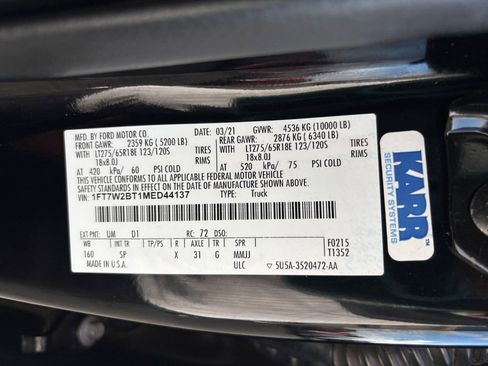 MFD. BY FORD MOTOR CO.
03/21 GVWR: 4536 KG (10000 LB)
FRONT GAWR: 2359 KG ( 5200 LB)
REAR GAWR: 2876 KG ( 6340 LB)
WITH LT275/65R18E 123/120S TIRES
WITH LT275/65R18E 123/120S TIRES
18x8.0J RIMS
18x8.0J RIMS
AT 420 kPa/ 60 PSI COLD
AT 520 kPa/ 75 PSI COLD
THIS VEHICLE CONFORMS TO ALL APPLICABLE FEDERAL MOTOR VEHICLE
SAFETY STANDARDS IN EFFECT ON THE DATE OF MANUFACTURE SHOWN ABOVE.
VIN: 1FT7W2BT1MED44137
TYPE: Truck
EXT PNT: UM D1 RC: 72 DSO:
WB INT TR TP/PS R AXLE TR SPR
160 SP X 31 G MMJJ
F0215
T1352
MADE IN U.S.A. ULC 5U5A-3520472-AA
KARR
SECURITY SYSTEMS
TM